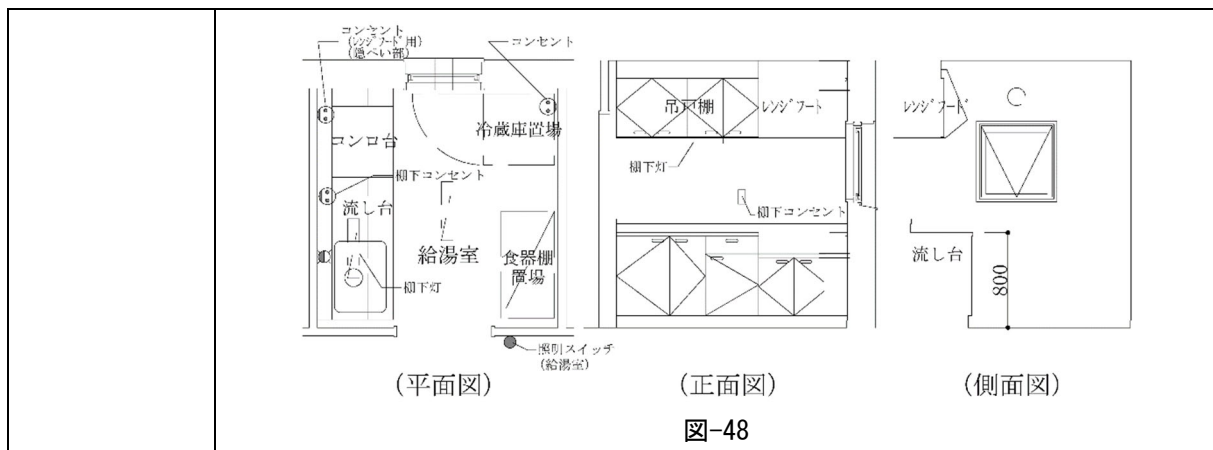 コンセント
(ﾚﾝｼﾞﾌｰﾄﾞ用)
(隠ぺい部)
コンセント
コンロ台
冷蔵庫置場
棚下コンセント
流し台
給湯室
食器棚
置場
棚下灯
照明スイッチ
(給湯室)
(平面図)
吊戸棚
ﾚﾝｼﾞﾌｰﾄ
棚下灯
棚下コンセント
(正面図)
ﾚﾝｼﾞﾌｰﾄﾞ
流し台
800
(側面図)
図-48